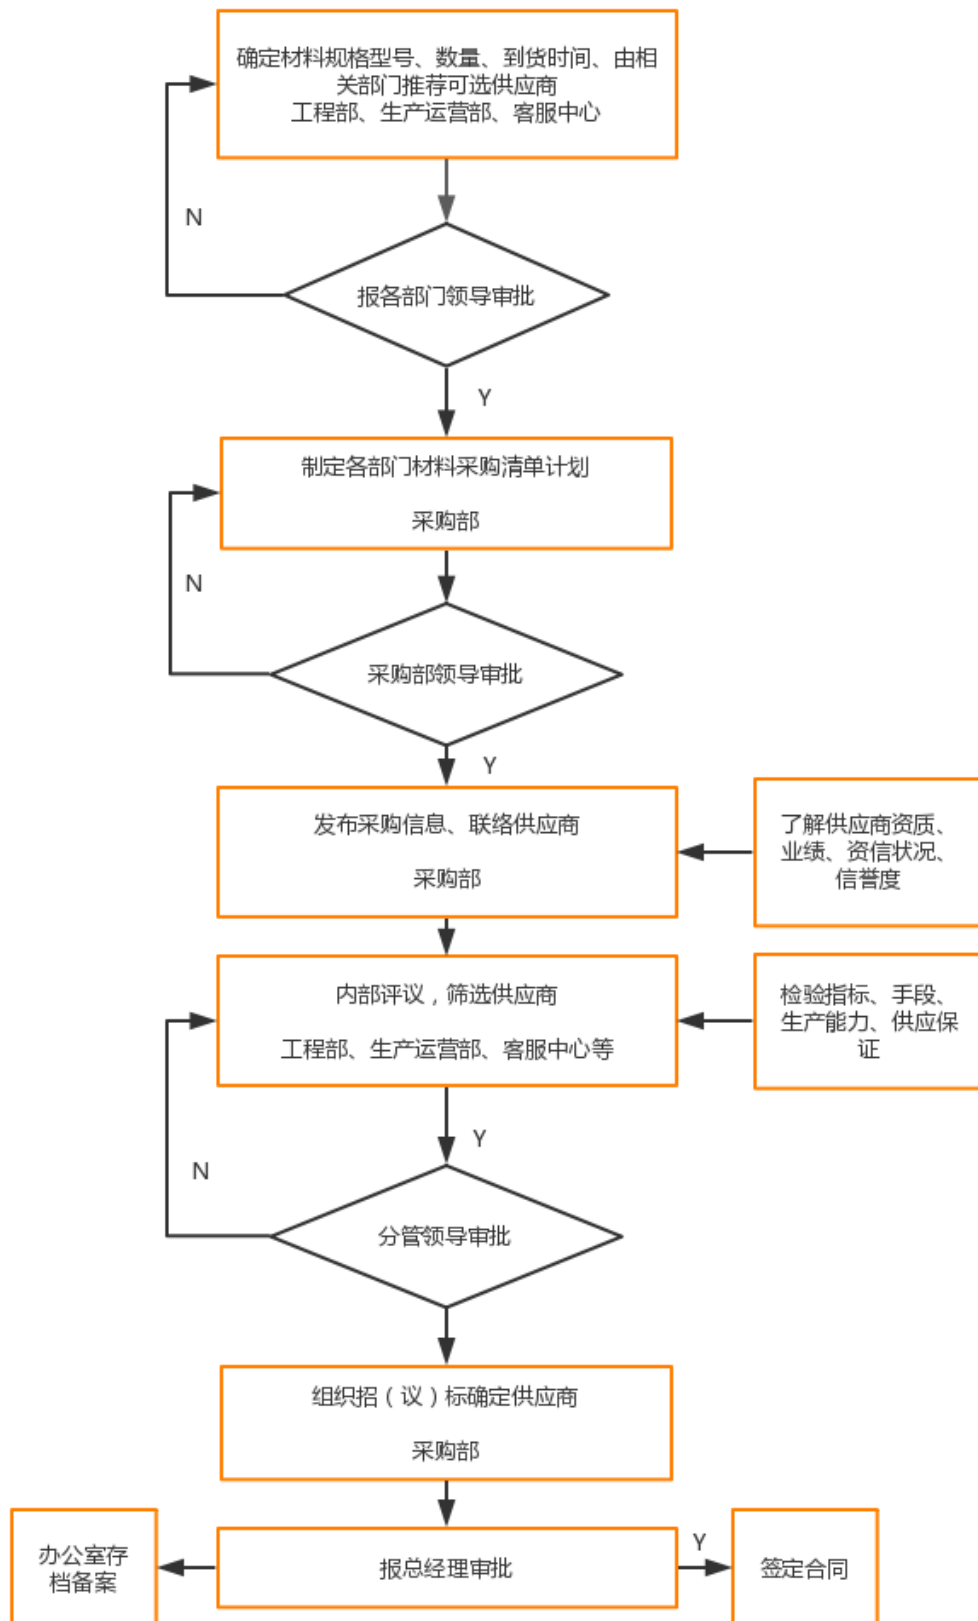 确定材料规格型号、数量、到货时间、由相
关部门推荐可选供应商
工程部、生产运营部、客服中心
N
报各部门领导审批
Y
制定各部门材料采购清单计划
采购部
N
采购部领导审批
Y
发布采购信息、联络供应商
采购部
了解供应商资质、
业绩、资信状况、
信誉度
内部评议，筛选供应商
工程部、生产运营部、客服中心等
检验指标、手段、
生产能力、供应保
证
Y
N
分管领导审批
组织招（议）标确定供应商
采购部
办公室存
档备案
报总经理审批
Y
签定合同